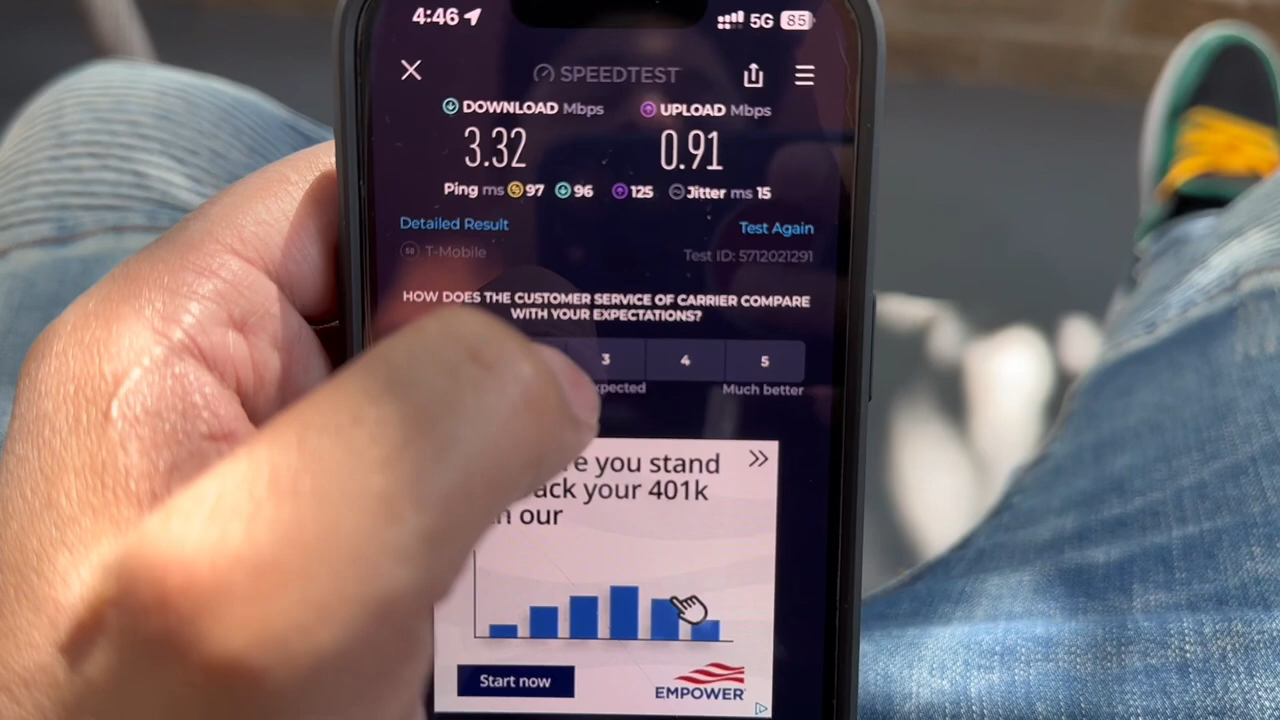 4:46 5G 85
SPEEDTEST
DOWNLOAD Mbps UPLOAD Mbps
3.32 0.91
Ping ms 97 96 125 Jitter ms 15
Detailed Result Test Again
T-Mobile Test ID: 5712021291
HOW DOES THE CUSTOMER SERVICE OF CARRIER COMPARE
WITH YOUR EXPECTATIONS?
3 4 5
Much better
you stand
your 401k
our
Start now
EMPOWER